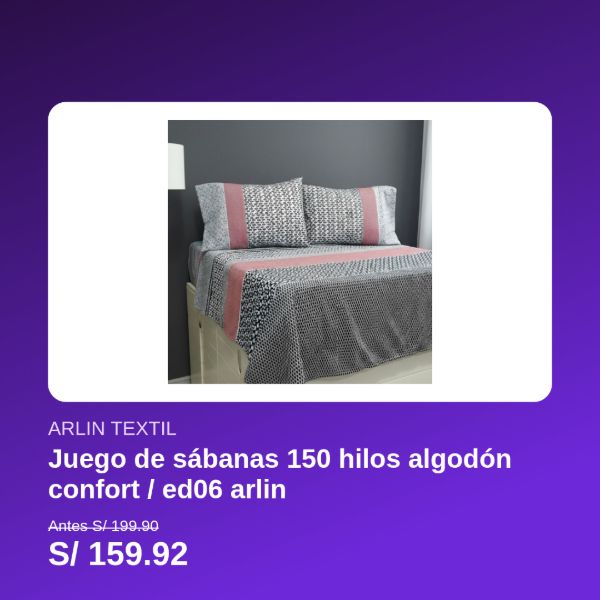 ARLIN TEXTIL
Juego de sábanas 150 hilos algodón
confort / ed06 arlin
Antes S/ 199.90
S/ 159.92